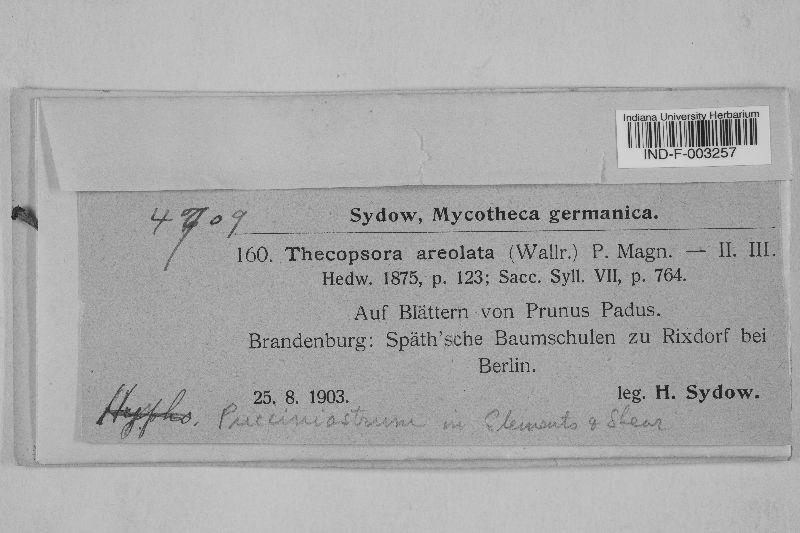 Indiana University Herbarium
IND-F-003257
4709
Sydow, Mycotheca germanica.
160. Thecopsora areolata (Wallr.) P. Magn. — II. III.
Hedw. 1875, p. 123; Sacc. Syll. VII, p. 764.
Auf Blättern von Prunus Padus.
Brandenburg: Späth'sche Baumschulen zu Rixdorf bei
Berlin.
25. 8. 1903. leg. H. Sydow.
Hyppho. Pucciniastrum in Clements & Shear